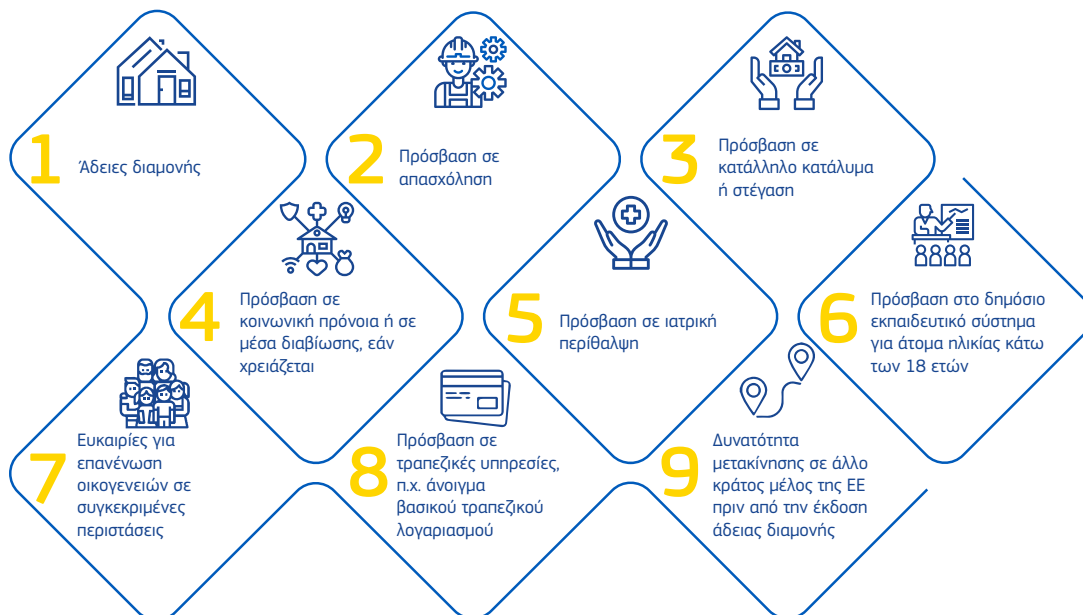 1
Άδειες διαμονής
2
Πρόσβαση σε
απασχόληση
3
Πρόσβαση σε
κατάλληλο κατάλυμα
ή στέγαση
4
Πρόσβαση σε
κοινωνική πρόνοια ή σε
μέσα διαβίωσης, εάν
χρειάζεται
5
Πρόσβαση σε ιατρική
περίθαλψη
6
Πρόσβαση στο δημόσιο
εκπαιδευτικό σύστημα
για άτομα ηλικίας κάτω
των 18 ετών
7
Ευκαιρίες για
επανένωση
οικογενειών σε
συγκεκριμένες
περιστάσεις
8
Πρόσβαση σε
τραπεζικές υπηρεσίες,
π.χ. άνοιγμα
βασικού τραπεζικού
λογαριασμού
9
Δυνατότητα
μετακίνησης σε άλλο
κράτος μέλος της ΕΕ
πριν από την έκδοση
άδειας διαμονής